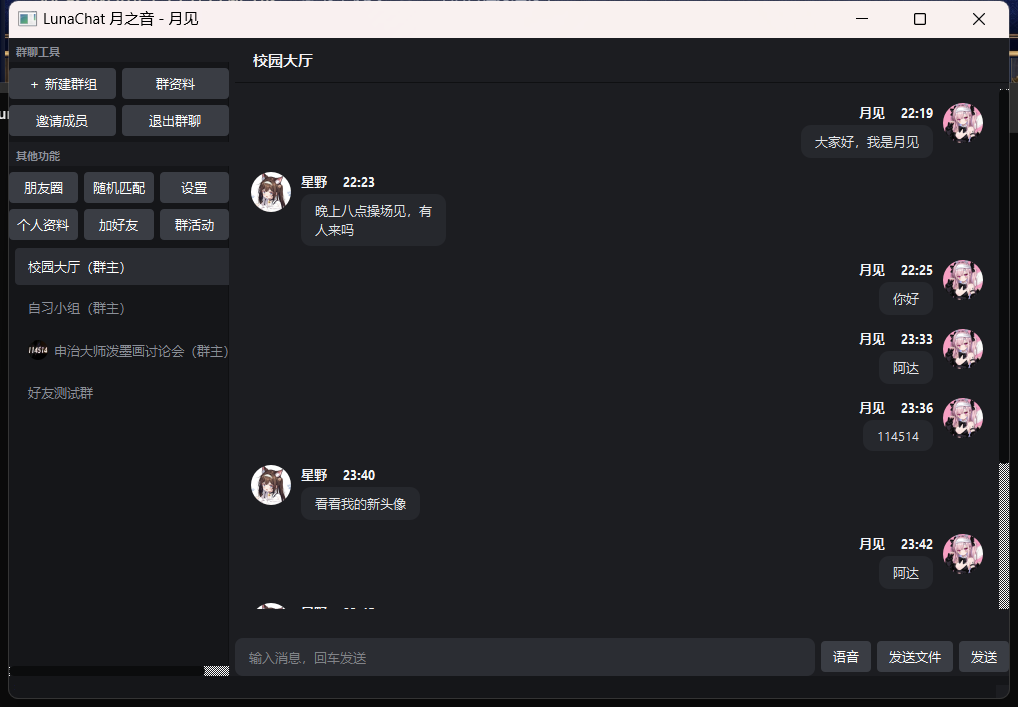 LunaChat 月之音 - 月见
群聊工具
+ 新建群组
群资料
邀请成员
退出群聊
其他功能
朋友圈
随机匹配
设置
个人资料
加好友
群活动
校园大厅（群主）
自习小组（群主）
114514
申治大师泼墨画讨论会（群主）
好友测试群
校园大厅
月见 22:19
大家好，我是月见
星野 22:23
晚上八点操场见，有
人来吗
月见 22:25
你好
月见 23:33
阿达
月见 23:36
114514
星野 23:40
看看我的新头像
月见 23:42
阿达
输入消息，回车发送
语音
发送文件
发送